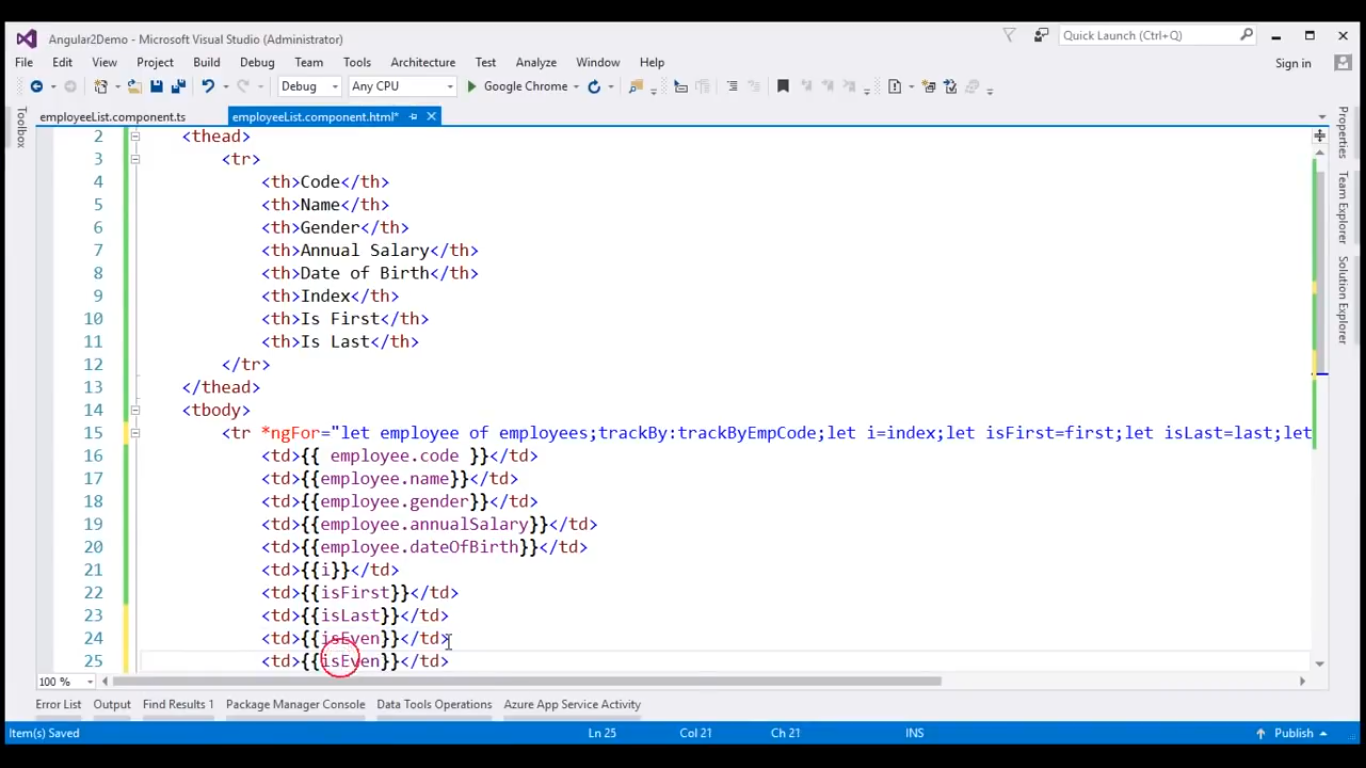 Angular2Demo - Microsoft Visual Studio (Administrator)
Quick Launch (Ctrl+Q)
File Edit View Project Build Debug Team Tools Architecture Test Analyze Window Help
Sign in
Debug Any CPU Google Chrome
Toolbox
employeeList.component.ts employeeList.component.html*
2 <thead>
3 <tr>
4 <th>Code</th>
5 <th>Name</th>
6 <th>Gender</th>
7 <th>Annual Salary</th>
8 <th>Date of Birth</th>
9 <th>Index</th>
10 <th>Is First</th>
11 <th>Is Last</th>
12 </tr>
13 </thead>
14 <tbody>
15 <tr *ngFor="let employee of employees;trackBy:trackByEmpCode;let i=index;let isFirst=first;let isLast=last;let
16 <td>{{ employee.code }}</td>
17 <td>{{employee.name}}</td>
18 <td>{{employee.gender}}</td>
19 <td>{{employee.annualSalary}}</td>
20 <td>{{employee.dateOfBirth}}</td>
21 <td>{{i}}</td>
22 <td>{{isFirst}}</td>
23 <td>{{isLast}}</td>
24 <td>{{isEven}}</td>
25 <td>{{isEven}}</td>
Properties
Team Explorer
Solution Explorer
100 %
Error List Output Find Results 1 Package Manager Console Data Tools Operations Azure App Service Activity
Item(s) Saved Ln 25 Col 21 Ch 21 INS Publish